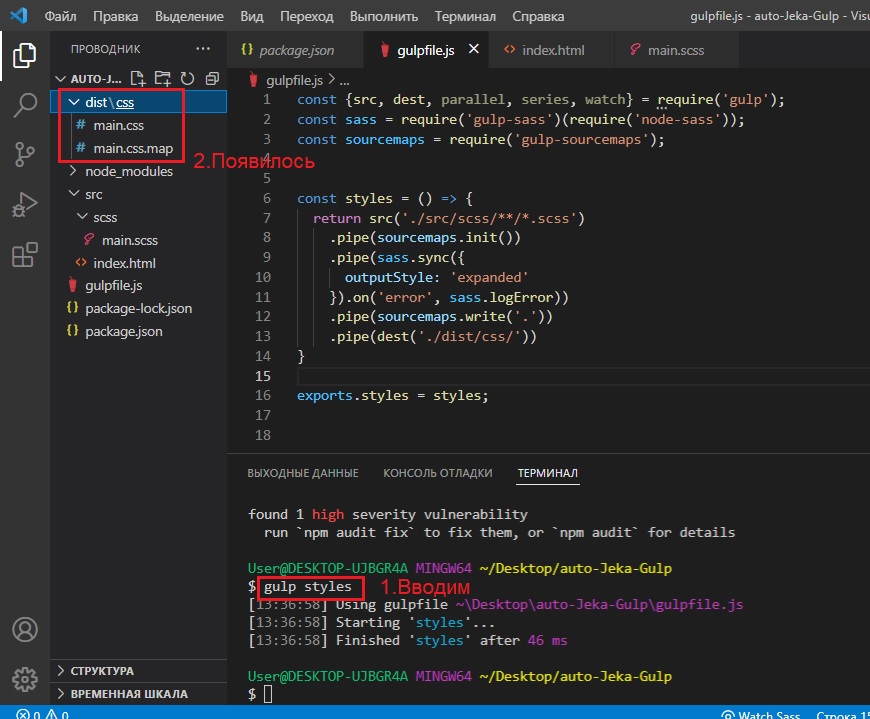 Файл Правка Выделение Вид Переход Выполнить Терминал Справка gulpfile.js - auto-Jeka-Gulp - Visu
ПРОВОДНИК ···
AUTO-J...
dist\css
# main.css
# main.css.map
node_modules
src
scss
main.scss
<> index.html
gulpfile.js
{} package-lock.json
{} package.json
2.Появилось
СТРУКТУРА
ВРЕМЕННАЯ ШКАЛА
{} package.json gulpfile.js × <> index.html main.scss
gulpfile.js > ...
1 const {src, dest, parallel, series, watch} = require('gulp');
2 const sass = require('gulp-sass')(require('node-sass'));
3 const sourcemaps = require('gulp-sourcemaps');
4
5
6 const styles = () => {
7 return src('./src/scss/**/*.scss')
8 .pipe(sourcemaps.init())
9 .pipe(sass.sync({
10 outputStyle: 'expanded'
11 }).on('error', sass.logError))
12 .pipe(sourcemaps.write('.'))
13 .pipe(dest('./dist/css/'))
14 }
15
16 exports.styles = styles;
17
18
ВЫХОДНЫЕ ДАННЫЕ КОНСОЛЬ ОТЛАДКИ ТЕРМИНАЛ
found 1 high severity vulnerability
run `npm audit fix` to fix them, or `npm audit` for details
User@DESKTOP-UJBGR4A MINGW64 ~/Desktop/auto-Jeka-Gulp
$ gulp styles 1.Вводим
[13:36:58] Using gulpfile ~\Desktop\auto-Jeka-Gulp\gulpfile.js
[13:36:58] Starting 'styles'...
[13:36:58] Finished 'styles' after 46 ms
User@DESKTOP-UJBGR4A MINGW64 ~/Desktop/auto-Jeka-Gulp
$
0 0 Watch Sass Строка 15